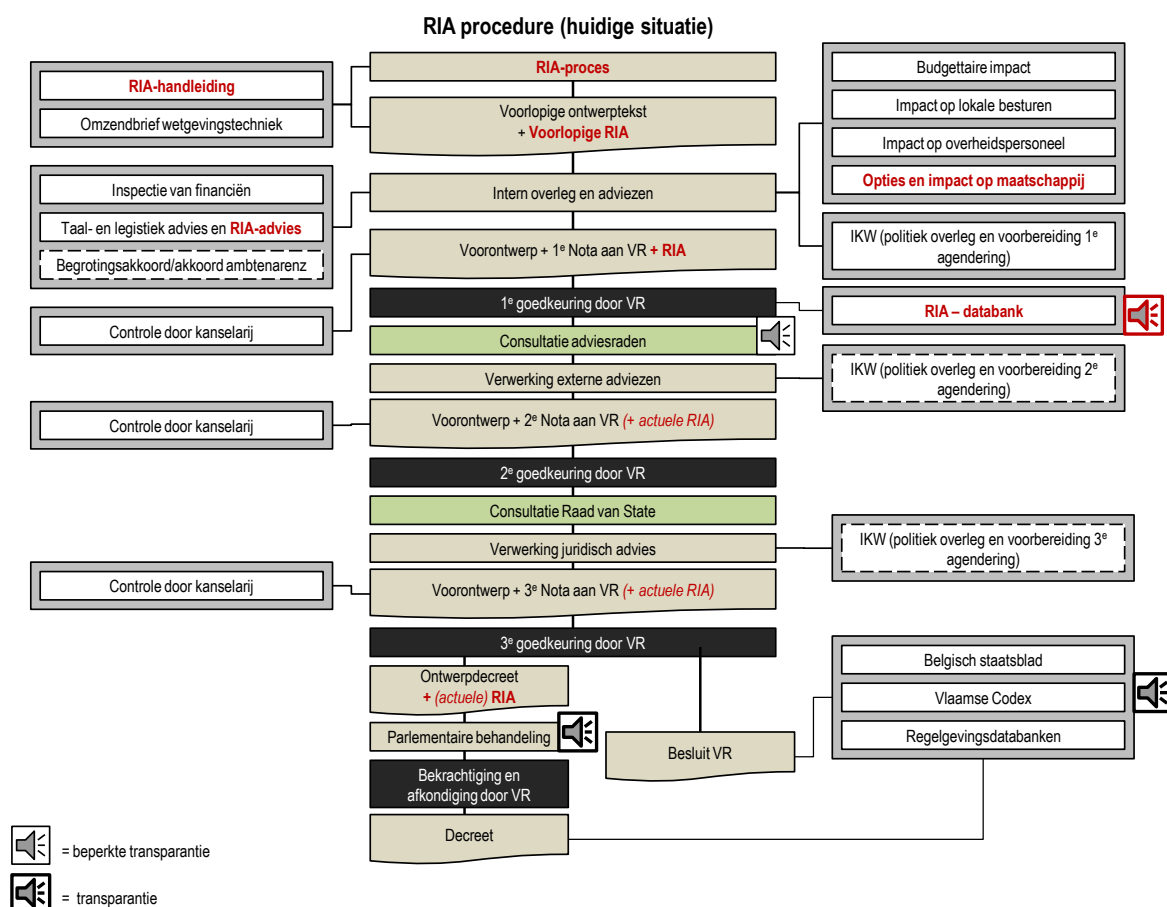 RIA procedure (huidige situatie)
RIA-handleiding
Omzendbrief wetgevingstechniek
Inspectie van financiën
Taal- en legistiek advies en RIA-advies
Begrotingsakkoord/akkoord ambtenarenz
Controle door kanselarij
Controle door kanselarij
Controle door kanselarij
RIA-proces
Voorlopige ontwerptekst
+ Voorlopige RIA
Intern overleg en adviezen
Voorontwerp + 1e Nota aan VR + RIA
1e goedkeuring door VR
Consultatie adviesraden
Verwerking externe adviezen
Voorontwerp + 2e Nota aan VR (+ actuele RIA)
2e goedkeuring door VR
Consultatie Raad van State
Verwerking juridisch advies
Voorontwerp + 3e Nota aan VR (+ actuele RIA)
3e goedkeuring door VR
Ontwerpdecreet
+ (actuele) RIA
Parlementaire behandeling
Bekrachtiging en
afkondiging door VR
Decreet
Besluit VR
Budgettaire impact
Impact op lokale besturen
Impact op overheidspersoneel
Opties en impact op maatschappij
IKW (politiek overleg en voorbereiding 1e
agendering)
RIA – databank
IKW (politiek overleg en voorbereiding 2e
agendering)
IKW (politiek overleg en voorbereiding 3e
agendering)
Belgisch staatsblad
Vlaamse Codex
Regelgevingsdatabanken
= beperkte transparantie
= transparantie